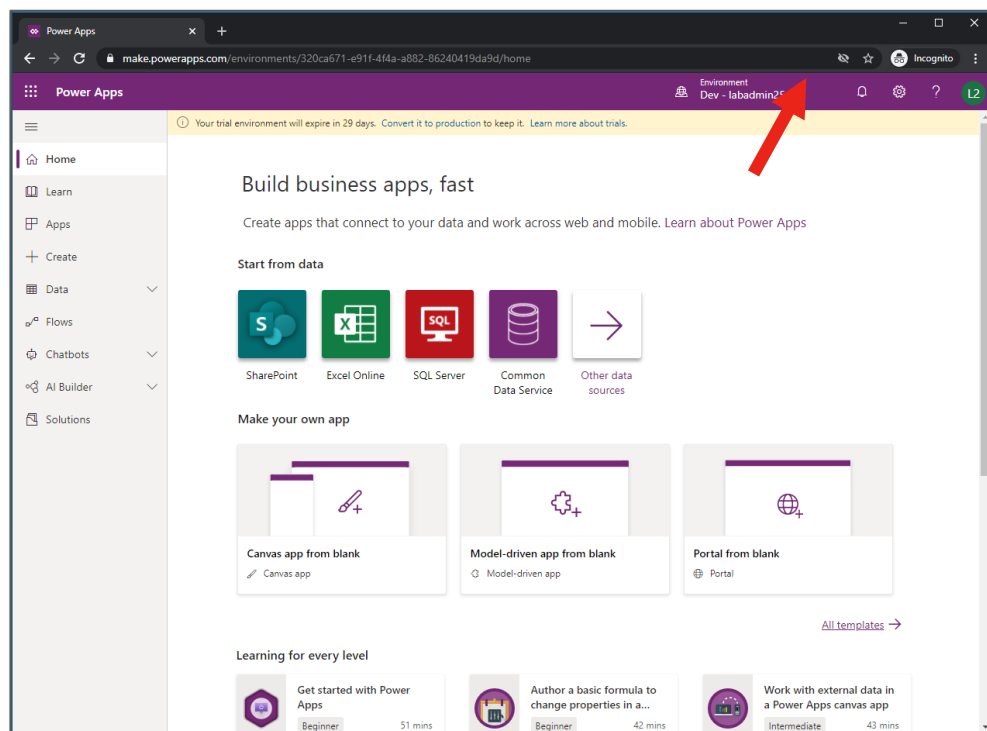 Power Apps
make.powerapps.com/environments/320ca671-e91f-4f4a-a882-86240419da9d/home
Incognito
Power Apps
Environment
Dev - labadmin25
L2
Your trial environment will expire in 29 days. Convert it to production to keep it. Learn more about trials.
Home
Learn
Apps
Create
Data
Flows
Chatbots
AI Builder
Solutions
Build business apps, fast
Create apps that connect to your data and work across web and mobile. Learn about Power Apps
Start from data
S
X
SQL
SharePoint
Excel Online
SQL Server
Common
Data Service
Other data
sources
Make your own app
Canvas app from blank
Canvas app
Model-driven app from blank
Model-driven app
Portal from blank
Portal
All templates
Learning for every level
Get started with Power
Apps
Beginner 51 mins
Author a basic formula to
change properties in a...
Beginner 42 mins
Work with external data in
a Power Apps canvas app
Intermediate 43 mins